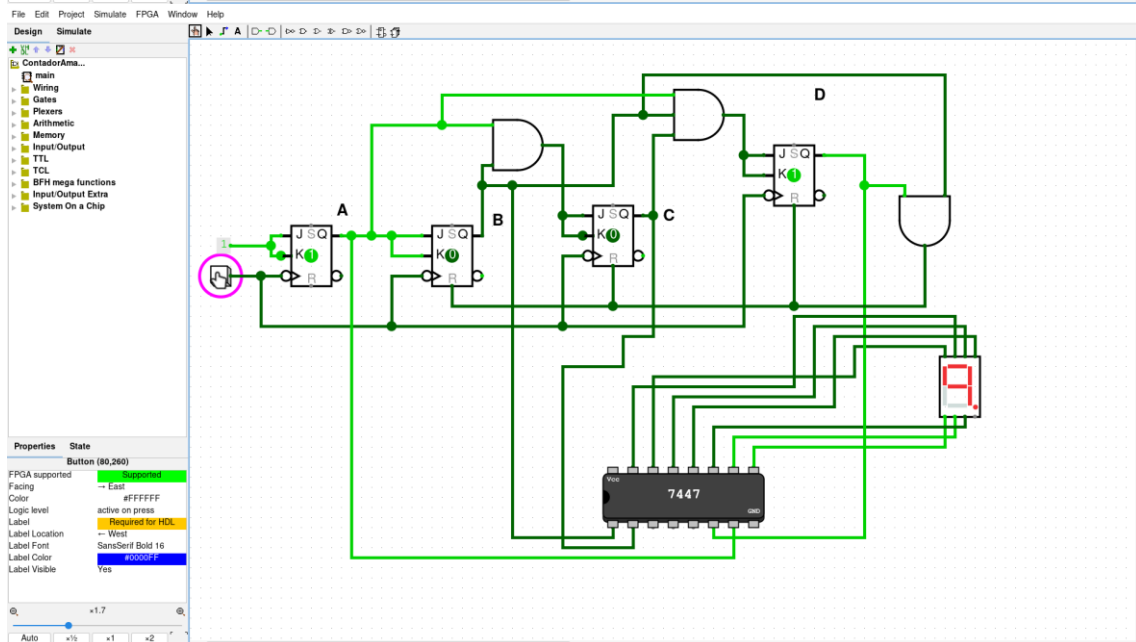 File Edit Project Simulate FPGA Window Help
Design Simulate
A
ContadorAma...
main
Wiring
Gates
Plexers
Arithmetic
Memory
Input/Output
TTL
TCL
BFH mega functions
Input/Output Extra
System On a Chip
D
J S Q
K 1
R
A
J S Q
K 1
R
1
B
J S Q
K 0
R
C
J S Q
K 0
R
Vcc
7447
GND
Properties State
Button (80,260)
FPGA supported Supported
Facing → East
Color #FFFFFF
Logic level active on press
Label Required for HDL
Label Location ← West
Label Font SansSerif Bold 16
Label Color #0000FF
Label Visible Yes
×1.7
Auto ×½ ×1 ×2